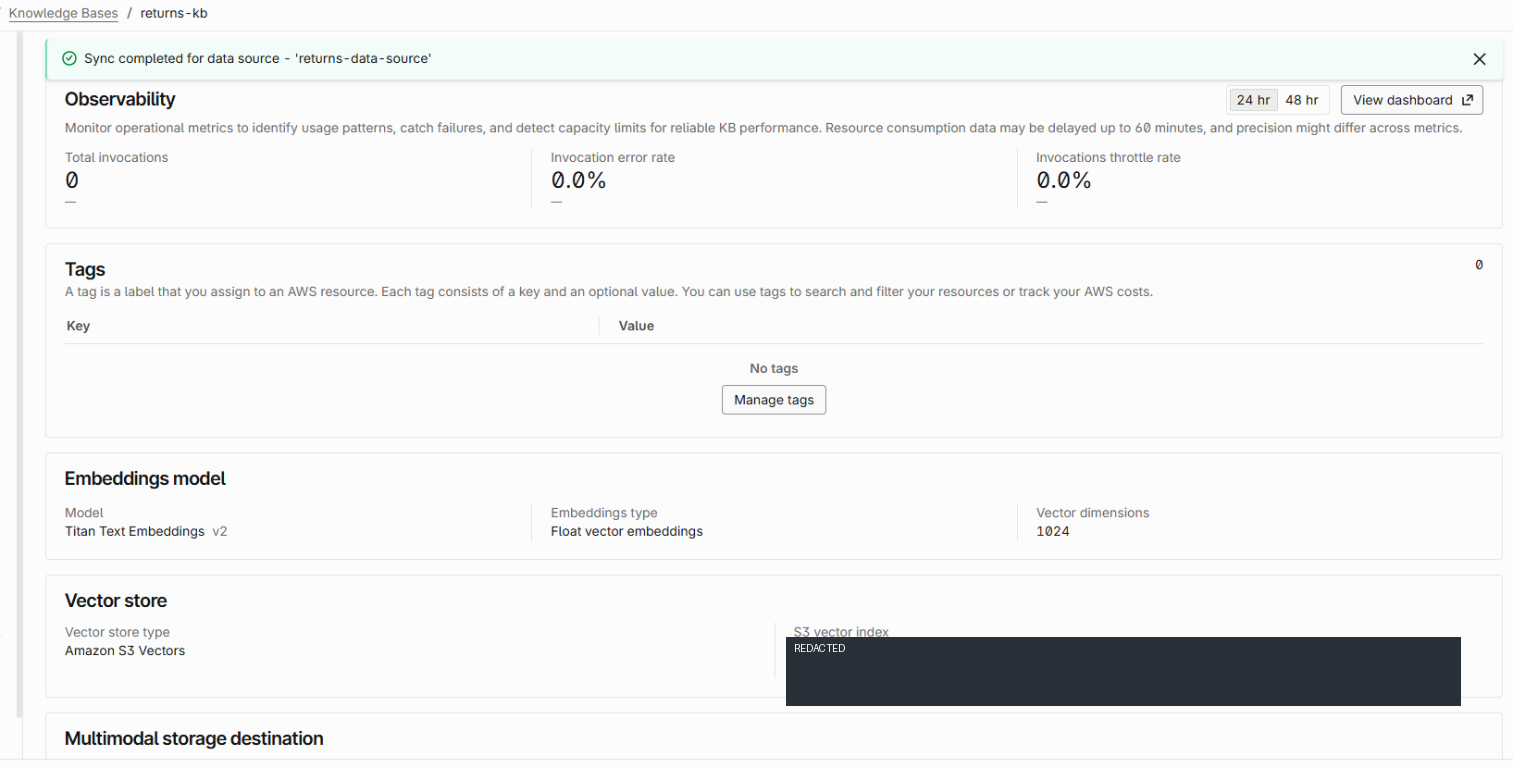 Knowledge Bases / returns-kb
Sync completed for data source - 'returns-data-source'
Observability
24 hr 48 hr View dashboard
Monitor operational metrics to identify usage patterns, catch failures, and detect capacity limits for reliable KB performance. Resource consumption data may be delayed up to 60 minutes, and precision might differ across metrics.
Total invocations Invocation error rate Invocations throttle rate
0 0.0% 0.0%
— — —
Tags 0
A tag is a label that you assign to an AWS resource. Each tag consists of a key and an optional value. You can use tags to search and filter your resources or track your AWS costs.
Key Value
No tags
Manage tags
Embeddings model
Model Embeddings type Vector dimensions
Titan Text Embeddings v2 Float vector embeddings 1024
Vector store
Vector store type S3 vector index
Amazon S3 Vectors REDACTED
Multimodal storage destination